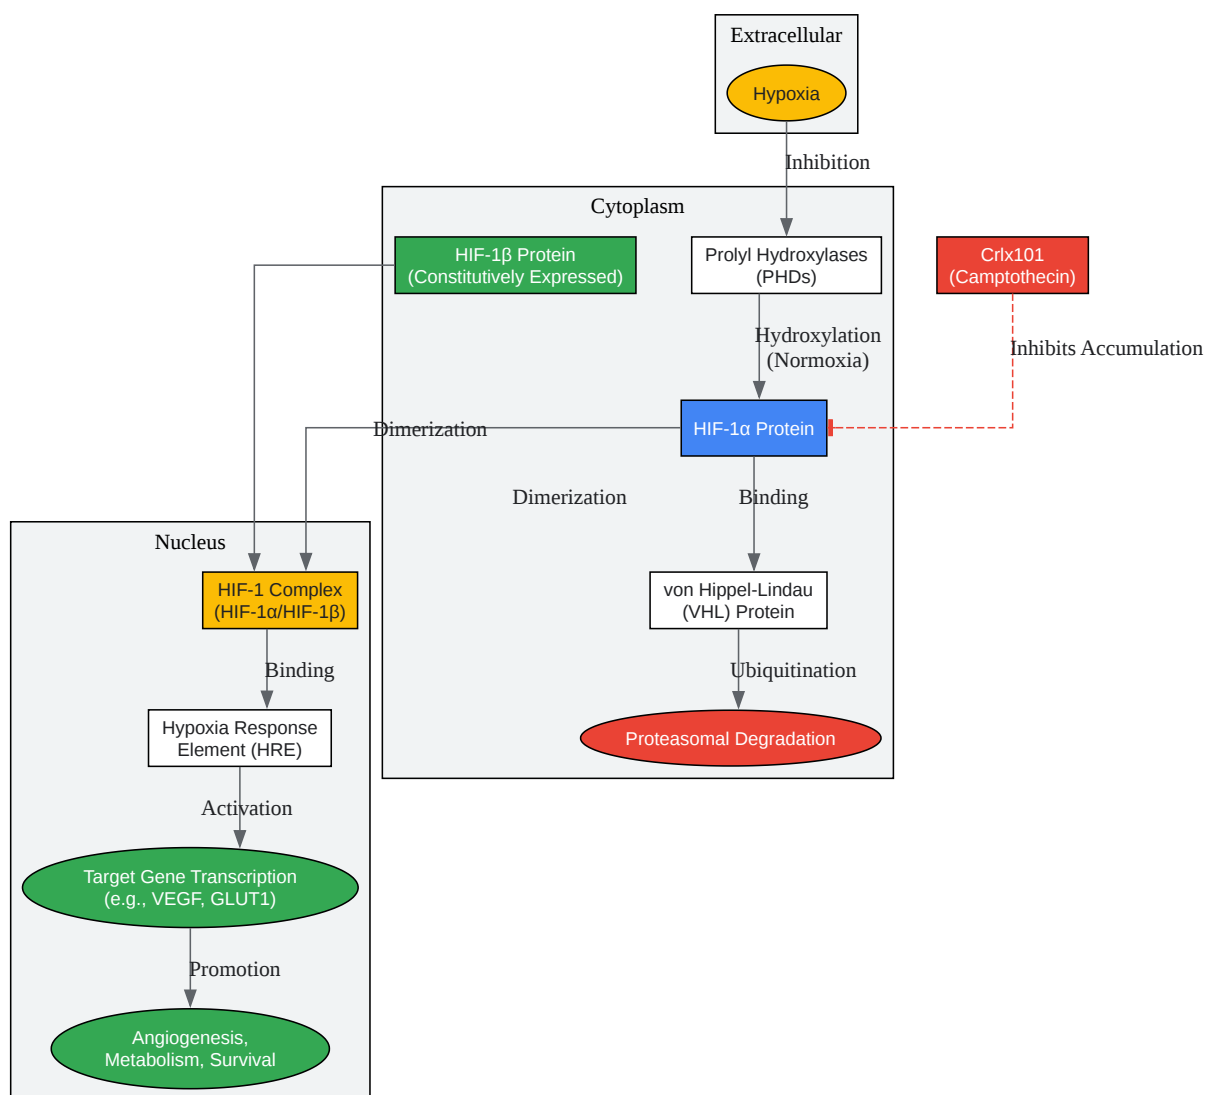 Extracellular
Hypoxia
Inhibition
Cytoplasm
HIF-1β Protein
(Constitutively Expressed)
Prolyl Hydroxylases
(PHDs)
Crlx101
(Camptothecin)
Hydroxylation
(Normoxia)
Inhibits Accumulation
Dimerization
HIF-1α Protein
Dimerization
Binding
Nucleus
HIF-1 Complex
(HIF-1α/HIF-1β)
von Hippel-Lindau
(VHL) Protein
Binding
Ubiquitination
Hypoxia Response
Element (HRE)
Proteasomal Degradation
Activation
Target Gene Transcription
(e.g., VEGF, GLUT1)
Promotion
Angiogenesis,
Metabolism, Survival